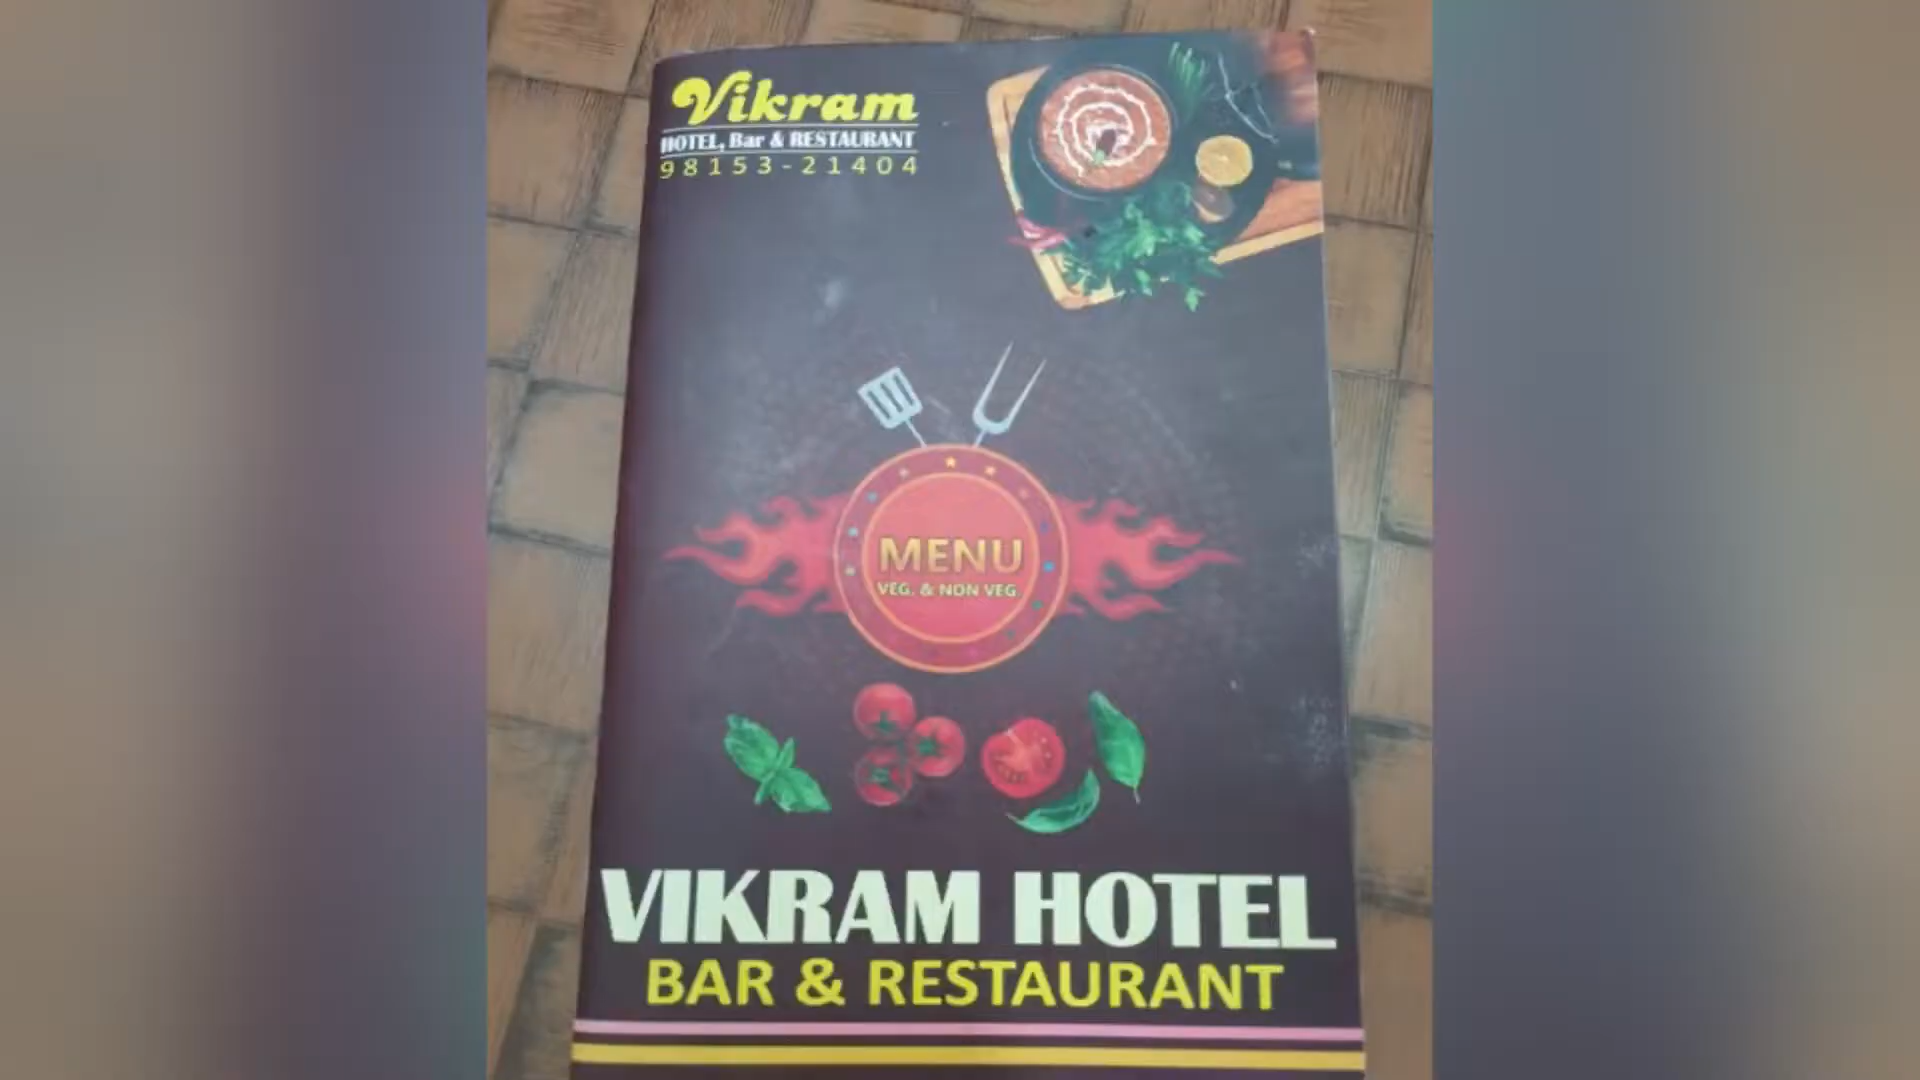 Vikram
HOTEL, Bar & RESTAURANT
98153-21404
MENU
VEG. & NON VEG.
VIKRAM HOTEL
BAR & RESTAURANT